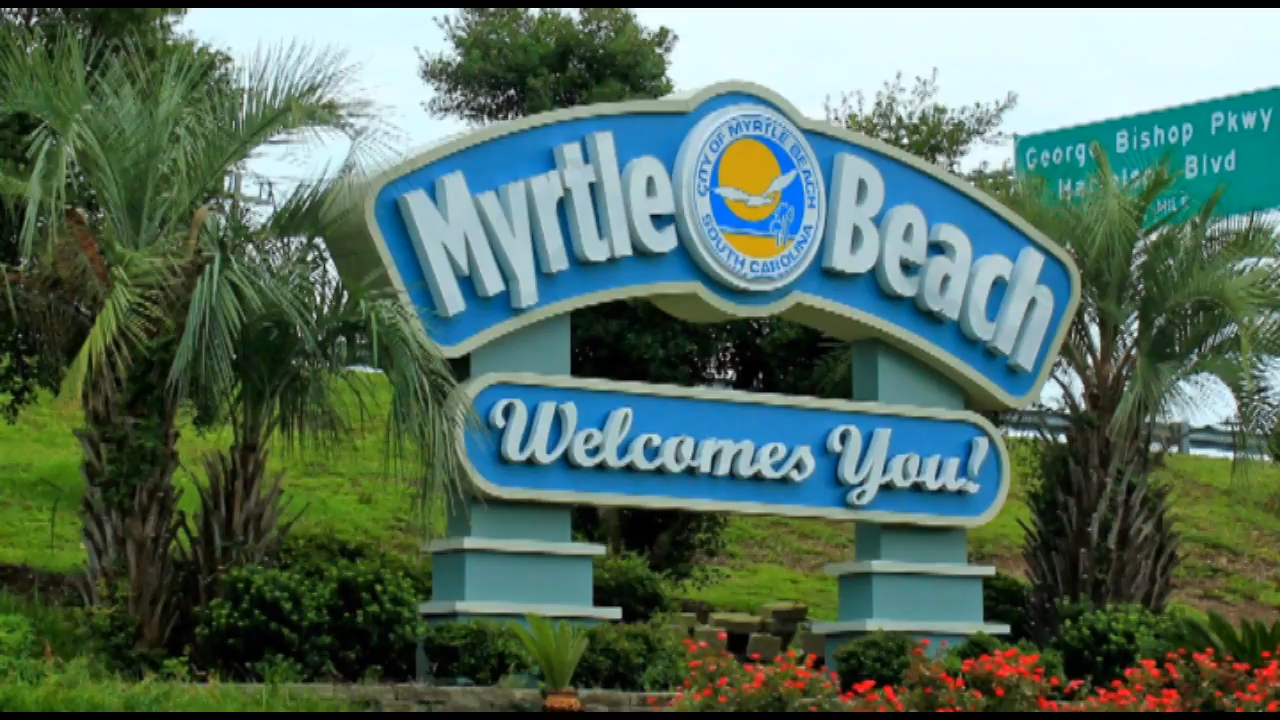 Myrtle Beach
CITY OF MYRTLE BEACH
SOUTH CAROLINA
Welcomes You!
George Bishop Pkwy
Blvd